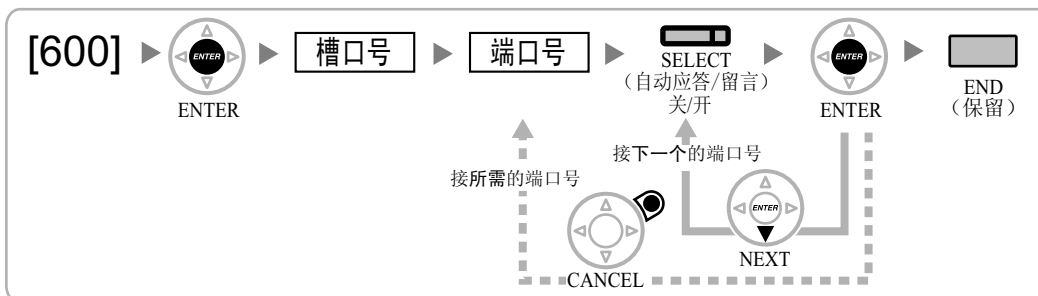 [600]
ENTER
ENTER
槽口号
端口号
SELECT
（自动应答/留言）
关/开
ENTER
ENTER
END
（保留）
接所需的端口号
接下一个的端口号
CANCEL
ENTER
NEXT